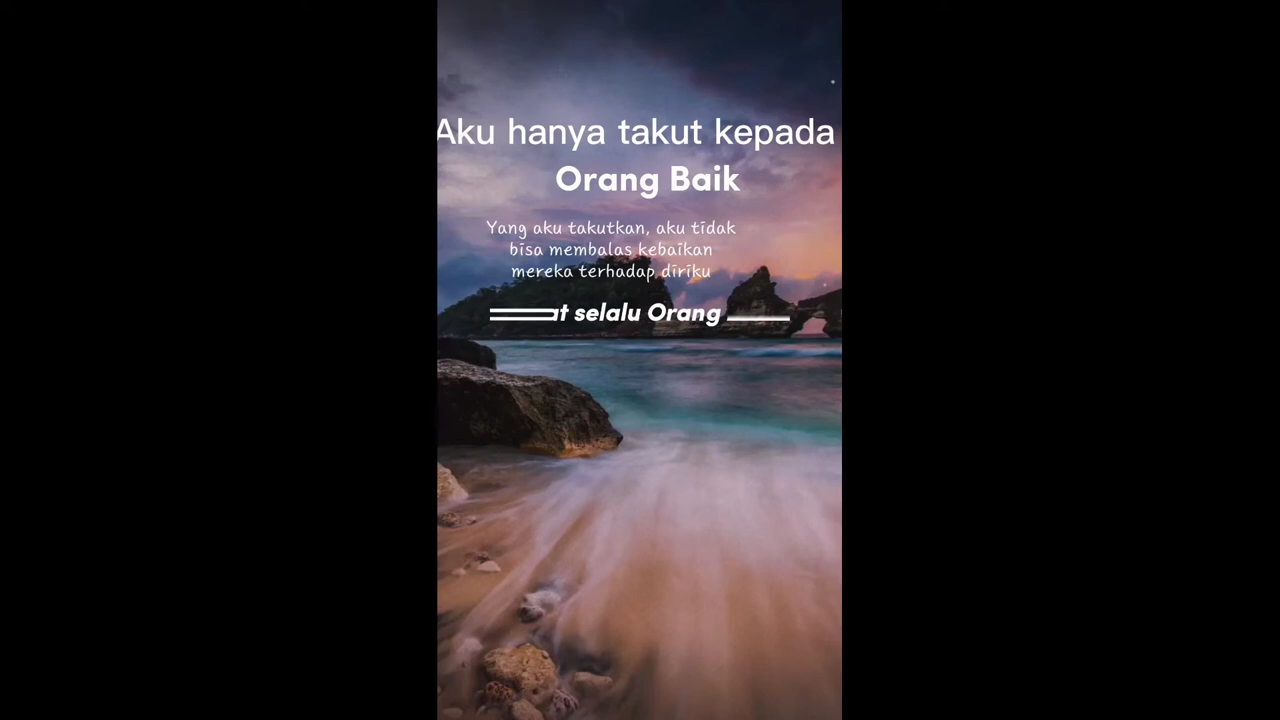 Aku hanya takut kepada
Orang Baik
Yang aku takutkan, aku tidak
bisa membalas kebaikan
mereka terhadap diriku
selalu Orang